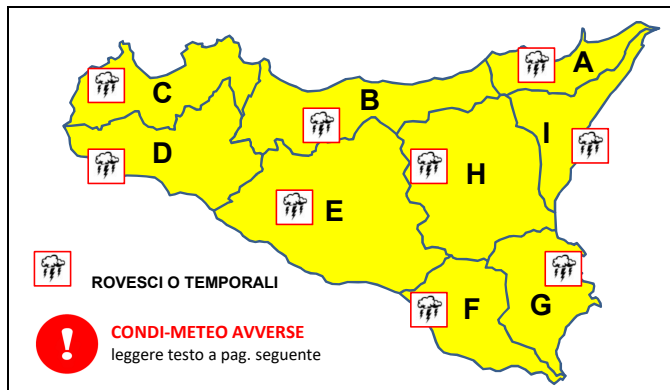 A
B
C
I
D
H
E
F
G
ROVESCI O TEMPORALI
CONDI-METEO AVVERSE
leggere testo a pag. seguente